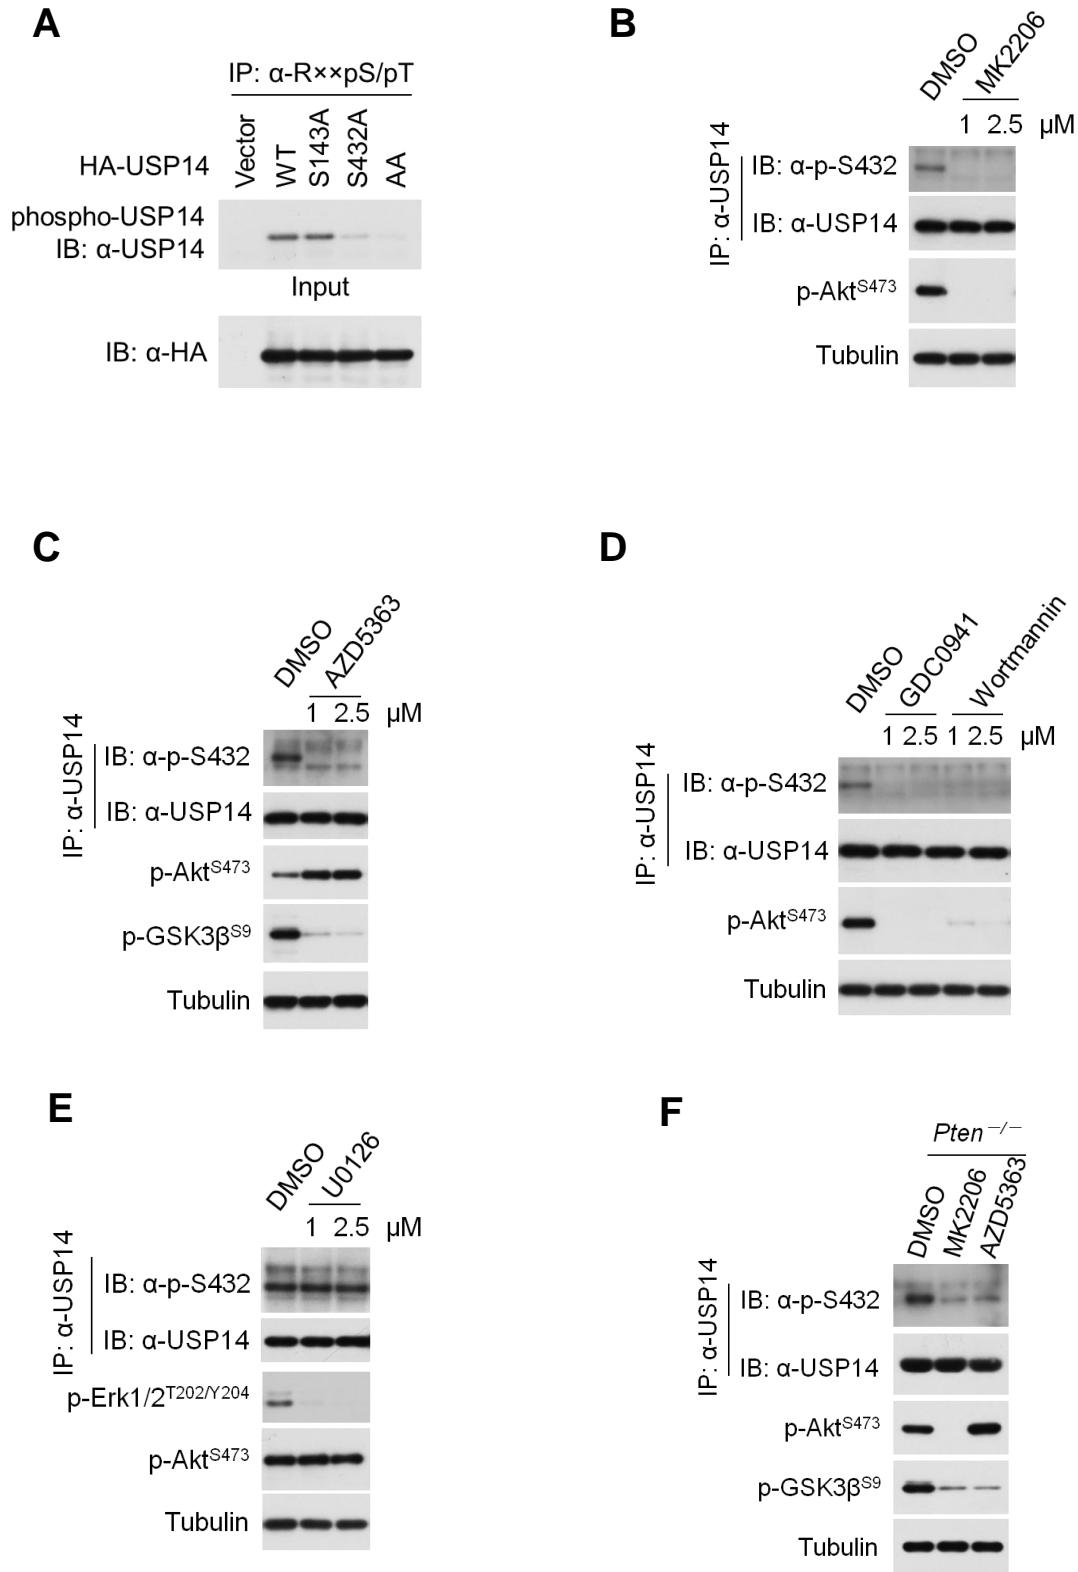 A
IP: α-R××pS/pT
HA-USP14
Vector
WT
S143A
S432A
AA
phospho-USP14
IB: α-USP14
Input
IB: α-HA
B
DMSO
MK2206
1 2.5 μM
IP: α-USP14
IB: α-p-S432
IB: α-USP14
p-Akt^S473
Tubulin
C
DMSO
AZD5363
1 2.5 μM
IP: α-USP14
IB: α-p-S432
IB: α-USP14
p-Akt^S473
p-GSK3β^S9
Tubulin
D
DMSO
GDC0941
Wortmannin
1 2.5 1 2.5 μM
IP: α-USP14
IB: α-p-S432
IB: α-USP14
p-Akt^S473
Tubulin
E
DMSO
U0126
1 2.5 μM
IP: α-USP14
IB: α-p-S432
IB: α-USP14
p-Erk1/2^T202/Y204
p-Akt^S473
Tubulin
F
Pten −/−
DMSO
MK2206
AZD5363
IP: α-USP14
IB: α-p-S432
IB: α-USP14
p-Akt^S473
p-GSK3β^S9
Tubulin